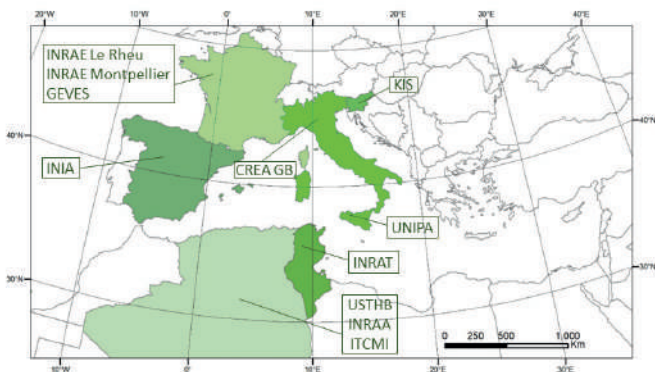 20°W
10°W
0°
10°E
20°E
30°E
35°E
40°E
INRAE Le Rheu
INRAE Montpellier
GEVES
KIS
40°N
INIA
CREA GB
40°N
UNIPA
INRAT
30°N
30°N
USTHB
INRAA
ITCMI
0 250 500 1,000
Km
10°W
0°
10°E
20°E
30°E